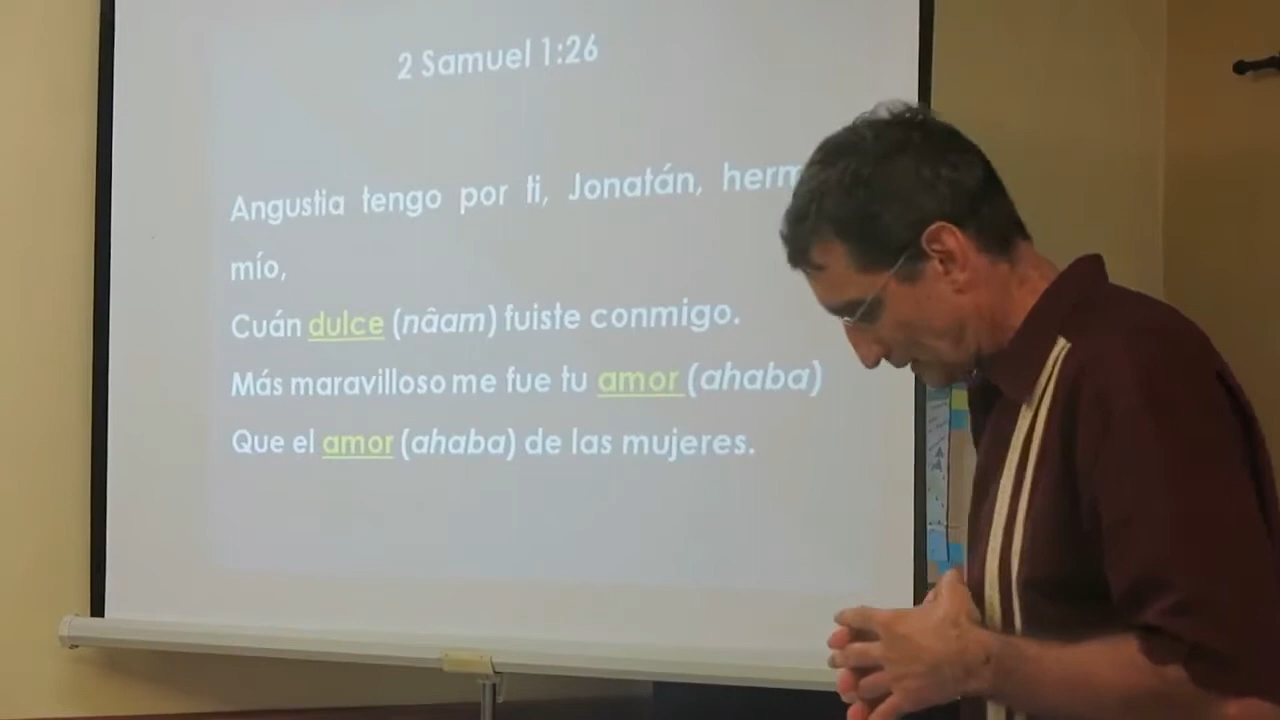 2 Samuel 1:26
Angustia tengo por ti, Jonatán,
mío,
Cuán dulce (nâam) fuiste conmigo.
Más maravilloso me fue tu amor (ahaba)
Que el amor (ahaba) de las mujeres.